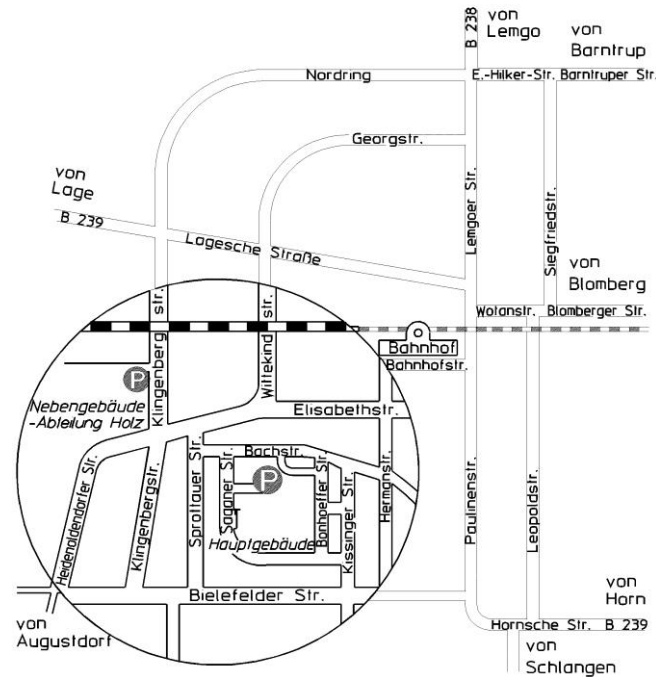 B 238
von
Lemgo
von
Barntrup
Nordring
E.-Hilker-Str.
Barntruper Str.
Georgstr.
von
Lage
B 239
Lagesche Straße
Lemgoer Str.
Siegfriedstr.
von
Blomberg
Wotanstr.
Blomberger Str.
Klingenberg str.
Wittekind str.
Bahnhof
Bahnhofstr.
P
Nebengebäude
-Abteilung Holz
Elisabethstr.
Heidenoldendorfer Str.
Klingenbergstr.
Sprottauer Str.
Saganer Str.
Bachstr.
P
Bonhoeffer Str.
Kissinger Str.
Hermanstr.
Paulinenstr.
Leopoldstr.
Hauptgebäude
Bielefelder Str.
von
Augustdorf
von
Horn
Hornsche Str. B 239
von
Schlangen